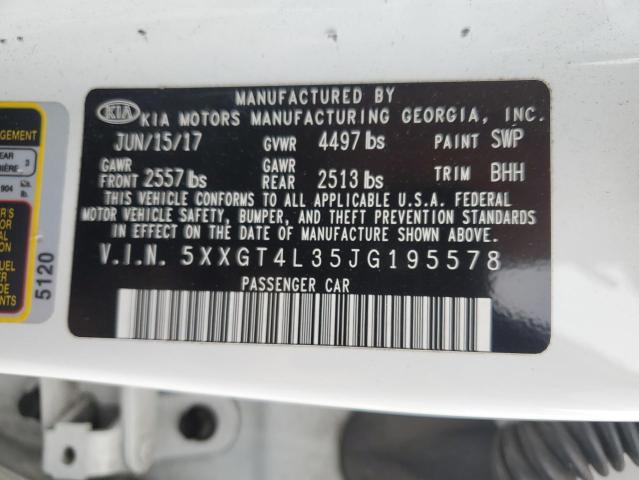 MANUFACTURED BY
KIA KIA MOTORS MANUFACTURING GEORGIA, INC.
JUN/15/17 GVWR 4497 lbs PAINT SWP
GAWR FRONT 2557 lbs GAWR REAR 2513 lbs TRIM BHH
THIS VEHICLE CONFORMS TO ALL APPLICABLE U.S.A. FEDERAL
MOTOR VEHICLE SAFETY, BUMPER, AND THEFT PREVENTION STANDARDS
IN EFFECT ON THE DATE OF MANUFACTURE SHOWN ABOVE.
V.I.N. 5XXGT4L35JG195578
PASSENGER CAR
5120
3
904